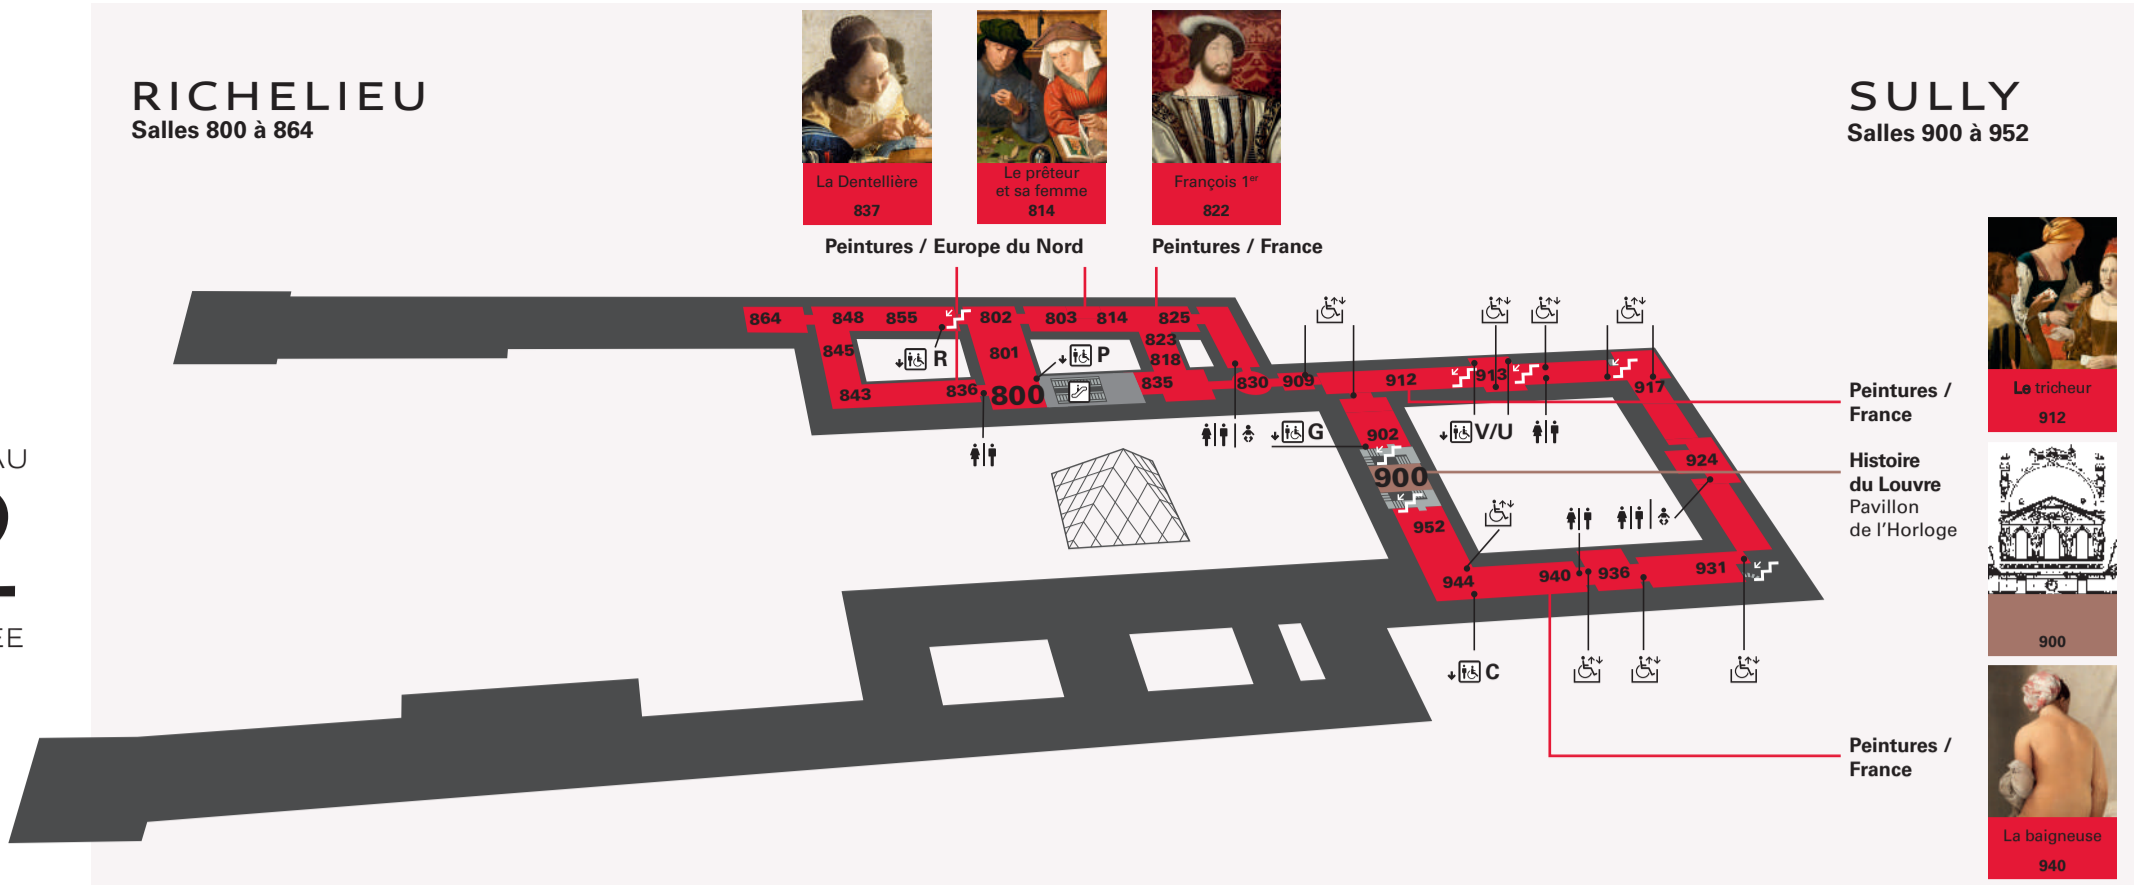 RICHELIEU
Salles 800 à 864
SULLY
Salles 900 à 952
La Dentellière
837
Le prêteur
et sa femme
814
François 1er
822
Peintures / Europe du Nord
Peintures / France
864
848
855
802
803
814
825
845
801
823
818
843
836
800
835
830
909
912
913
917
R
P
G
V/U
902
900
952
924
944
940
936
931
C
Peintures /
France
Le tricheur
912
Histoire
du Louvre
Pavillon
de l'Horloge
900
Peintures /
France
La baigneuse
940